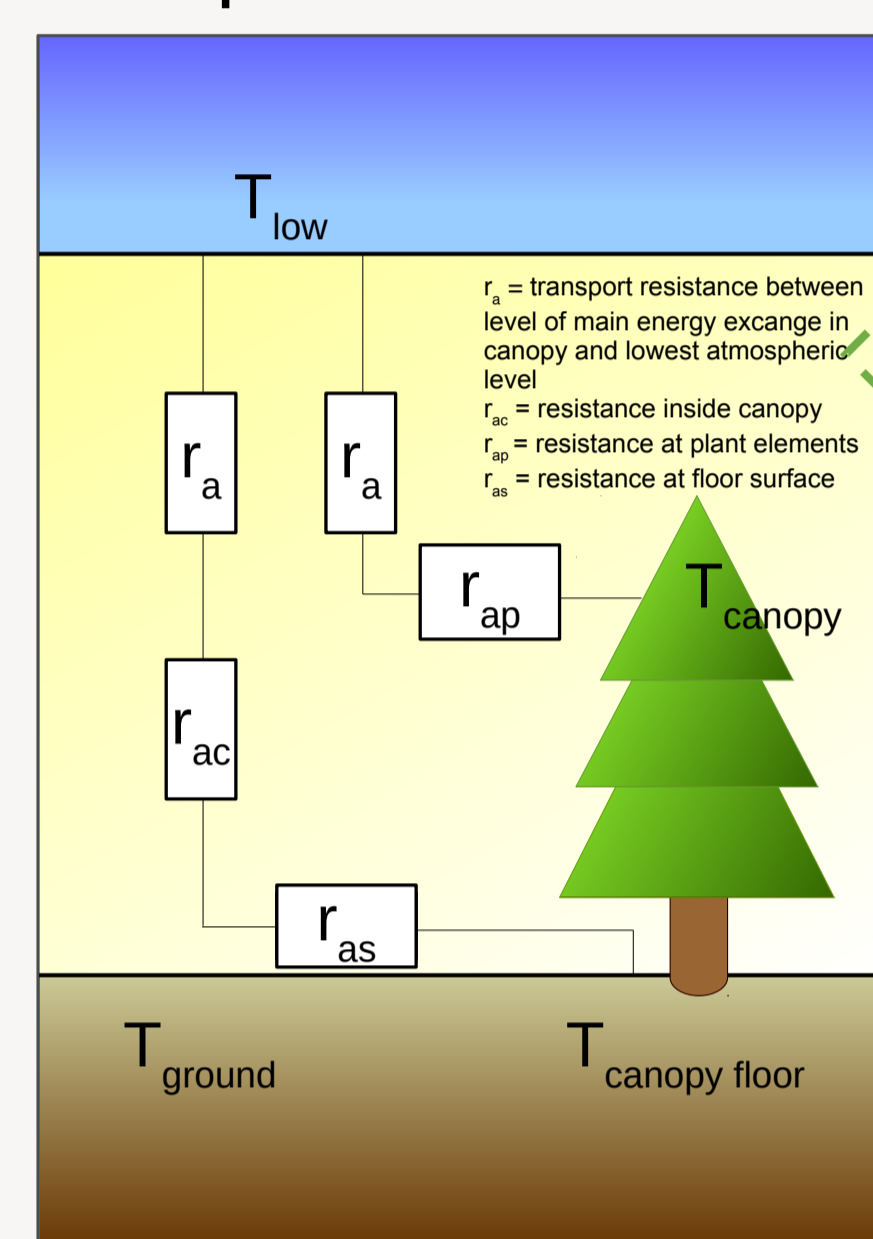 T low
r a = transport resistance between
level of main energy excange in
canopy and lowest atmospheric
level
r ac = resistance inside canopy
r ap = resistance at plant elements
r as = resistance at floor surface
r a
r a
r ap
T canopy
r ac
r as
T ground
T canopy floor